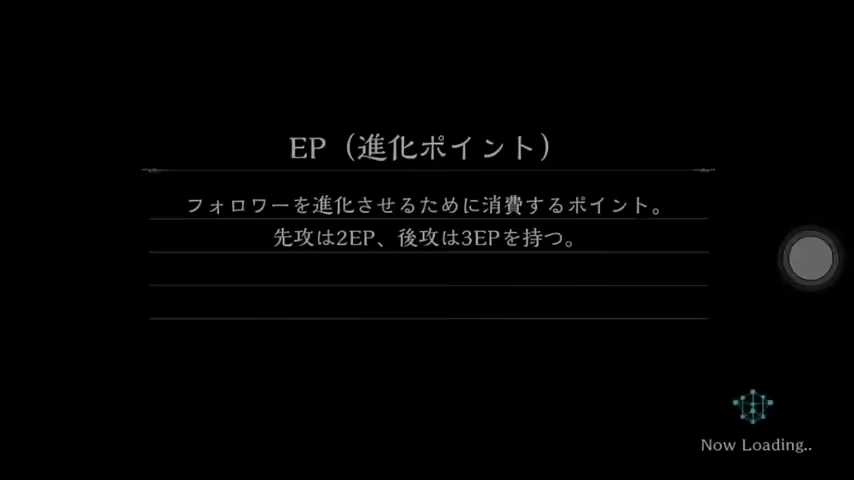 EP（進化ポイント）
フォロワーを進化させるために消費するポイント。
先攻は2EP、後攻は3EPを持つ。
Now Loading..